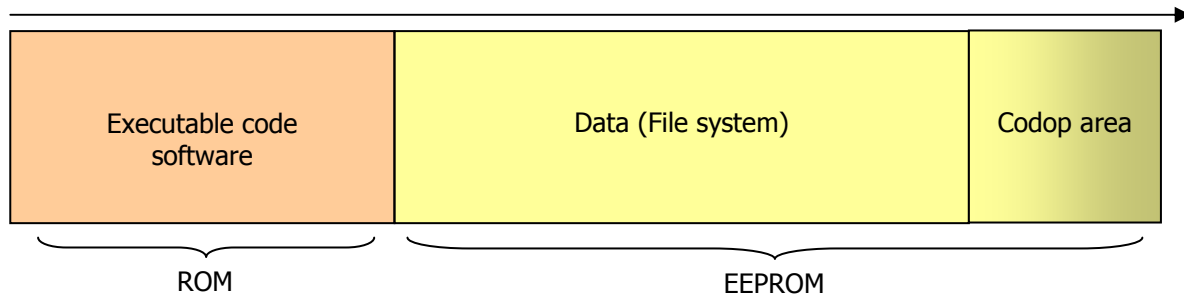 Executable code
software
Data (File system)
Codop area
ROM
EEPROM